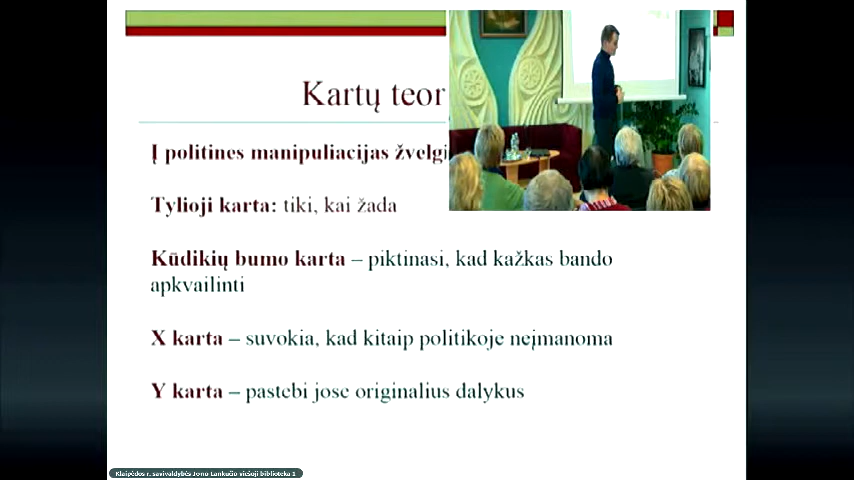 Kartų teor
Į politines manipuliacijas žvelgi
Tylioji karta: tiki, kai žada
Kūdikių bumo karta – piktinasi, kad kažkas bando
apkvailinti
X karta – suvokia, kad kitaip politikoje neįmanoma
Y karta – pastebi jose originalius dalykus
Klaipėdos r. savivaldybės Jono Lankučio viešoji biblioteka 1